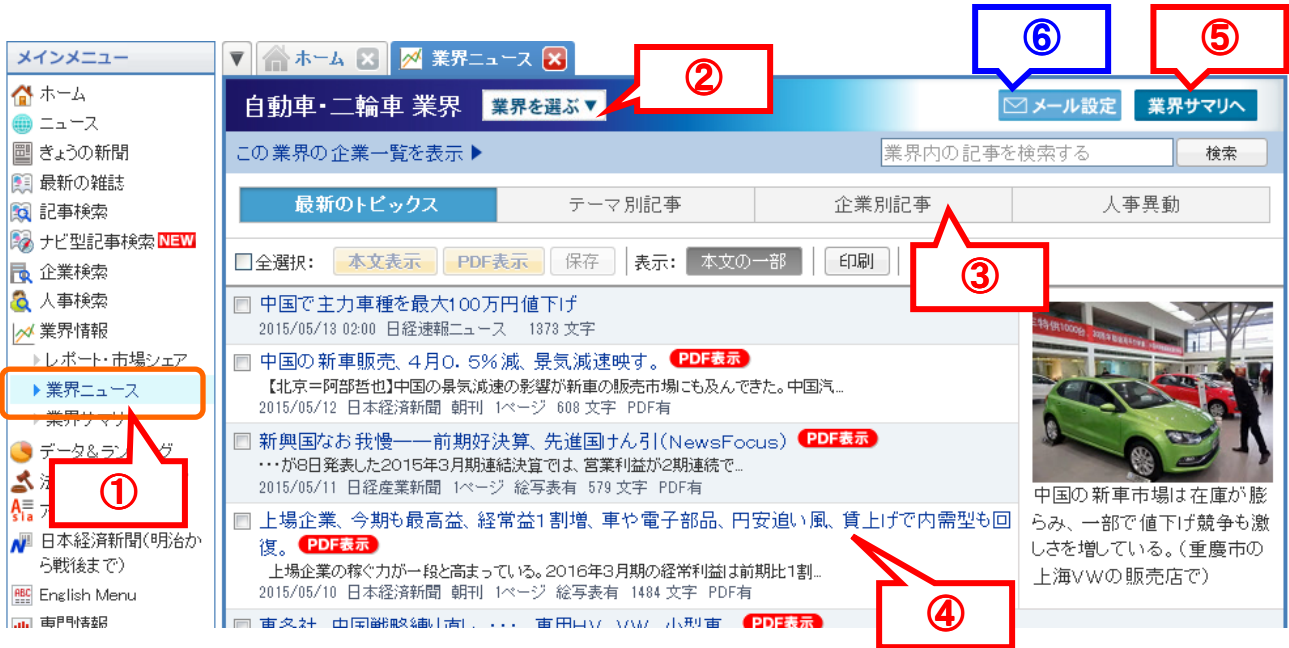 ⑥
⑤
メインメニュー
▼ ホーム 業界ニュース
②
ホーム
ニュース
きょうの新聞
最新の雑誌
記事検索
ナビ型記事検索 NEW
企業検索
人事検索
業界情報
レポート・市場シェア
業界ニュース
業界サマリ
データ&ラン グ
①
日本経済新聞(明治か
ら戦後まで)
English Menu
専門情報
自動車・二輪車 業界 業界を選ぶ▼ メール設定 業界サマリへ
この業界の企業一覧を表示▶ 業界内の記事を検索する 検索
最新のトピックス テーマ別記事 企業別記事 人事異動
③
全選択: 本文表示 PDF表示 保存 表示: 本文の一部 印刷
中国で主力車種を最大100万円値下げ
2015/05/13 02:00 日経速報ニュース 1373 文字
中国の新車販売、4月0.5%減、景気減速映す。 PDF表示
【北京=阿部哲也】中国の景気減速の影響が新車の販売市場にも及んできた。中国汽…
2015/05/12 日本経済新聞 朝刊 1ページ 608 文字 PDF有
新興国なお我慢――前期好決算、先進国けん引(NewsFocus) PDF表示
・・・が8日発表した2015年3月期連結決算では、営業利益が2期連続で…
2015/05/11 日経産業新聞 1ページ 絵写表有 579 文字 PDF有
上場企業、今期も最高益、経常益1割増、車や電子部品、円安追い風、賃上げで内需型も回
復。 PDF表示
上場企業の稼ぐ力が一段と高まっている。2016年3月期の経常利益は前期比1割…
2015/05/10 日本経済新聞 朝刊 1ページ 絵写表有 1484 文字 PDF有
④
PDF表示
中国の新車市場は在庫が膨
らみ、一部で値下げ競争も激
しさを増している。(重慶市の
上海VWの販売店で)